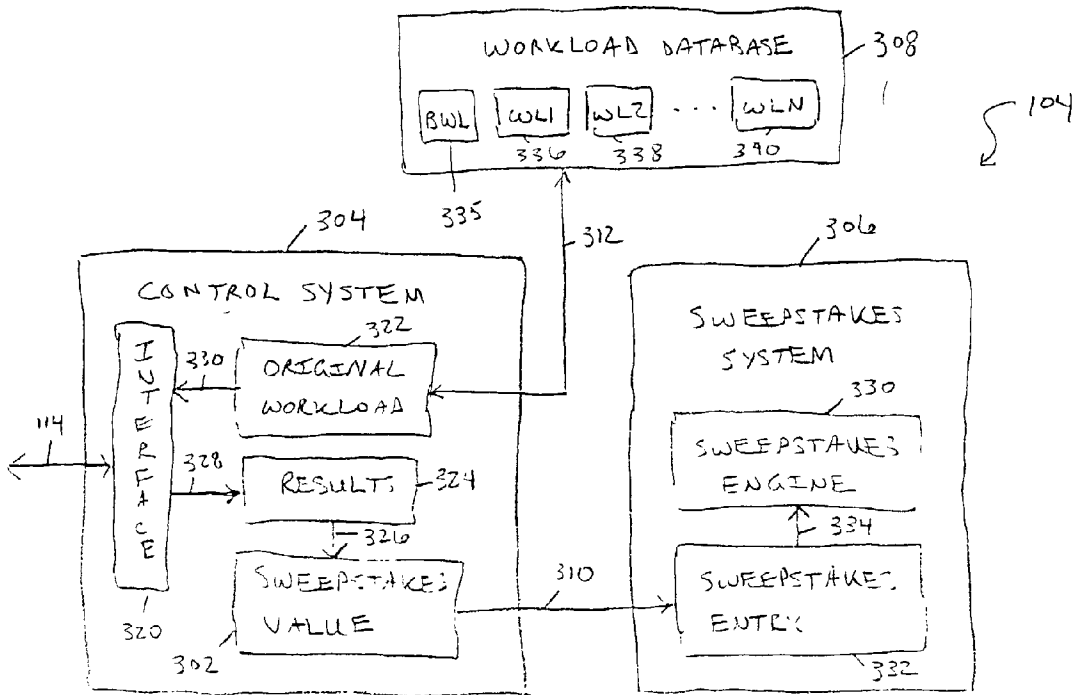 WORKLOAD DATABASE
308
104
BWL
WL1
WL2
...
WLN
336
338
390
335
304
312
306
CONTROL SYSTEM
322
INTERFACE
330
ORIGINAL
WORKLOAD
114
328
RESULTS
324
326
SWEEPSTAKES
VALUE
320
302
310
SWEEPSTAKES
SYSTEM
330
SWEEPSTAKES
ENGINE
334
SWEEPSTAKES
ENTRY
332